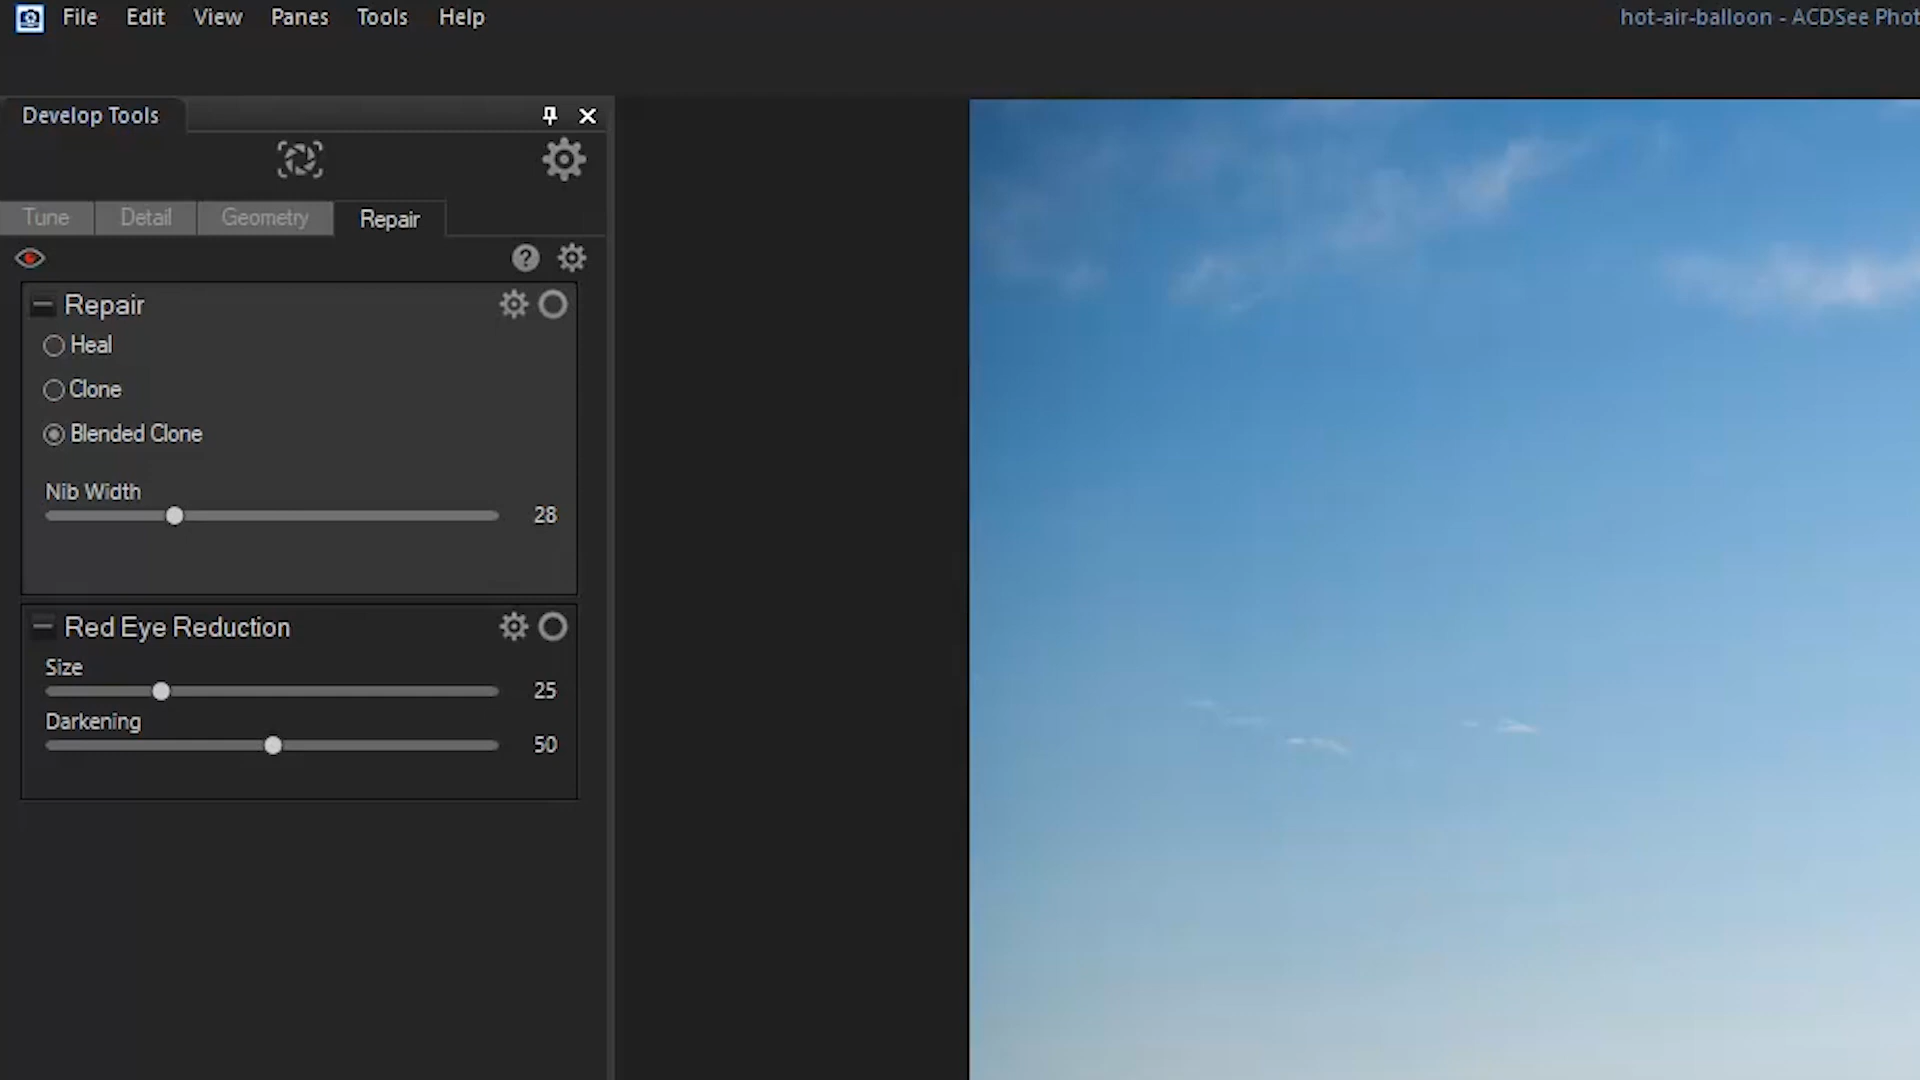 File Edit View Panes Tools Help
hot-air-balloon - ACDSee Phot
Develop Tools
Tune Detail Geometry Repair
Repair
Heal
Clone
Blended Clone
Nib Width
28
Red Eye Reduction
Size
25
Darkening
50